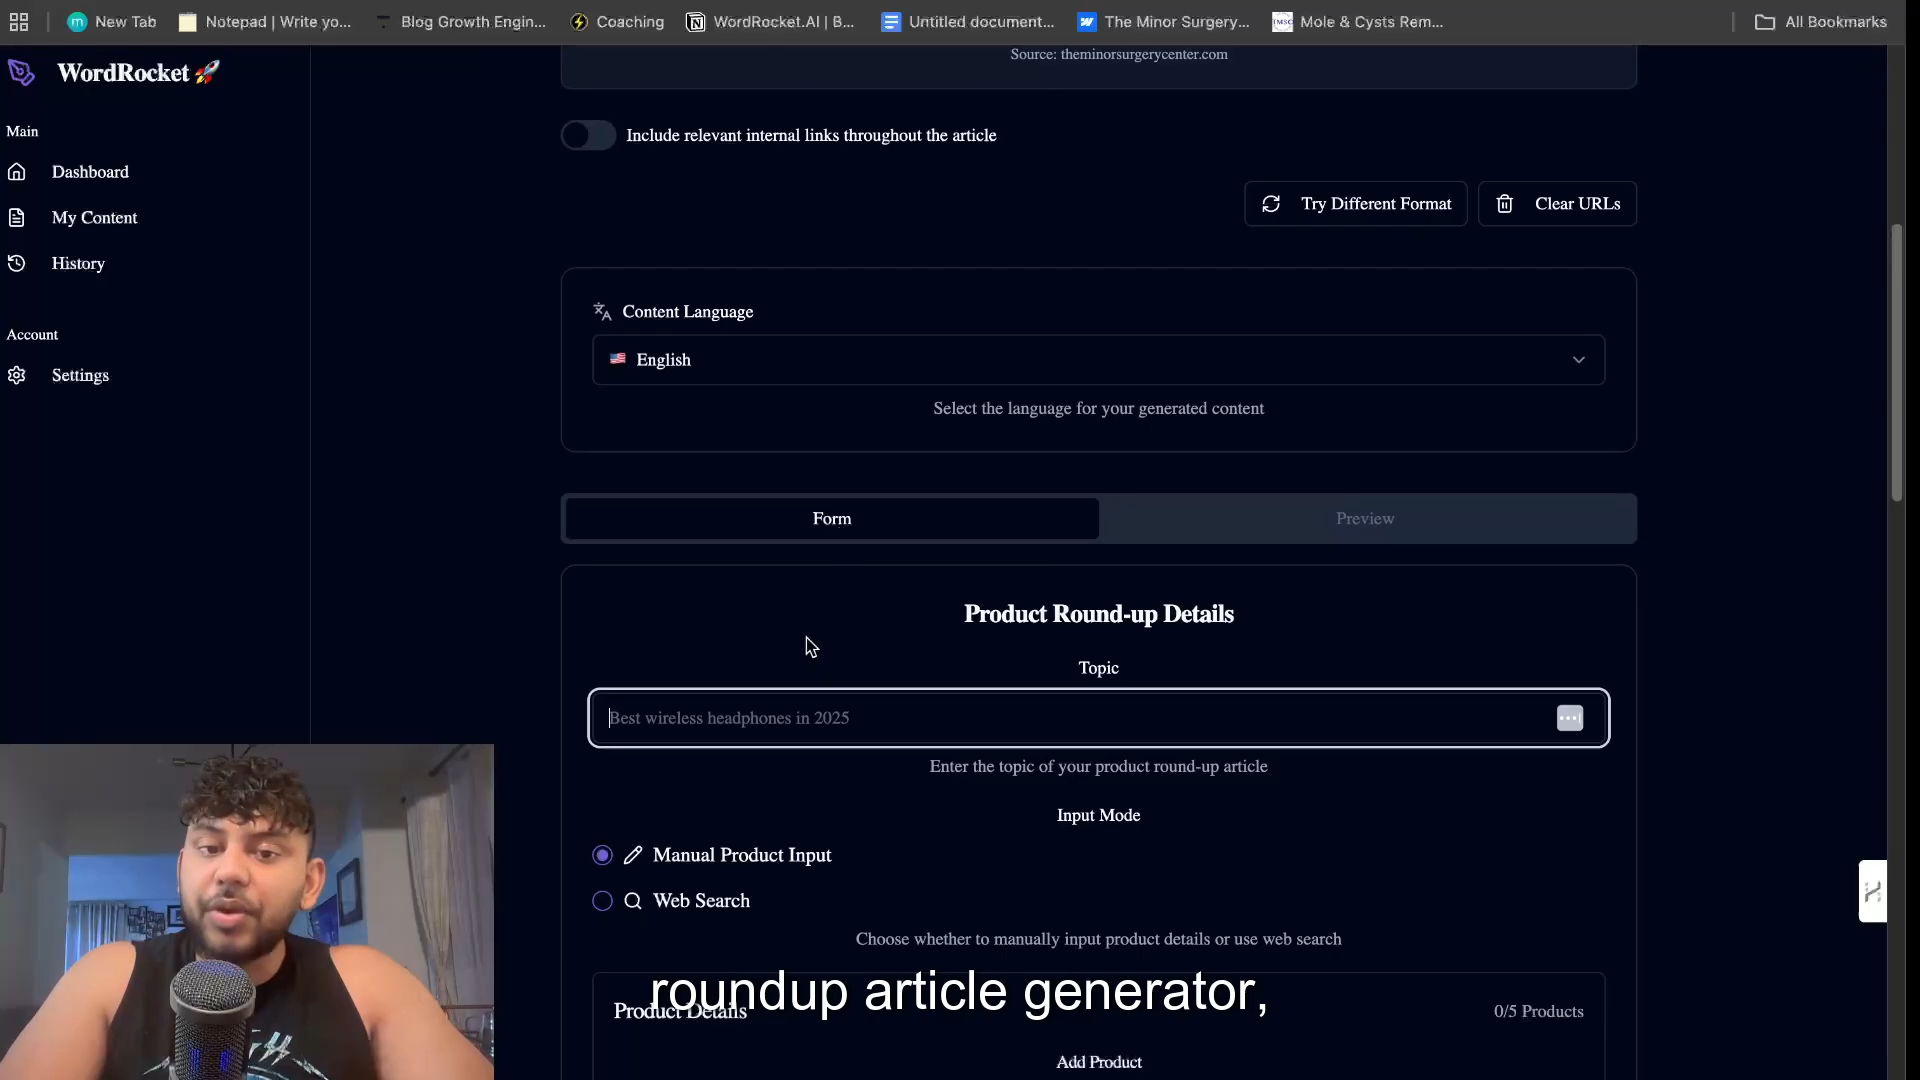 New Tab
Notepad | Write yo...
Blog Growth Engin...
Coaching
WordRocket.AI | B...
Untitled document...
The Minor Surgery...
Mole & Cysts Rem...
All Bookmarks
WordRocket 🚀
Main
Dashboard
My Content
History
Account
Settings
Source: theminorsurgerycenter.com
Include relevant internal links throughout the article
Try Different Format
Clear URLs
Content Language
English
Select the language for your generated content
Form
Preview
Product Round-up Details
Topic
Best wireless headphones in 2025
Enter the topic of your product round-up article
Input Mode
Manual Product Input
Web Search
Choose whether to manually input product details or use web search
roundup article generator,
Product Details
0/5 Products
Add Product